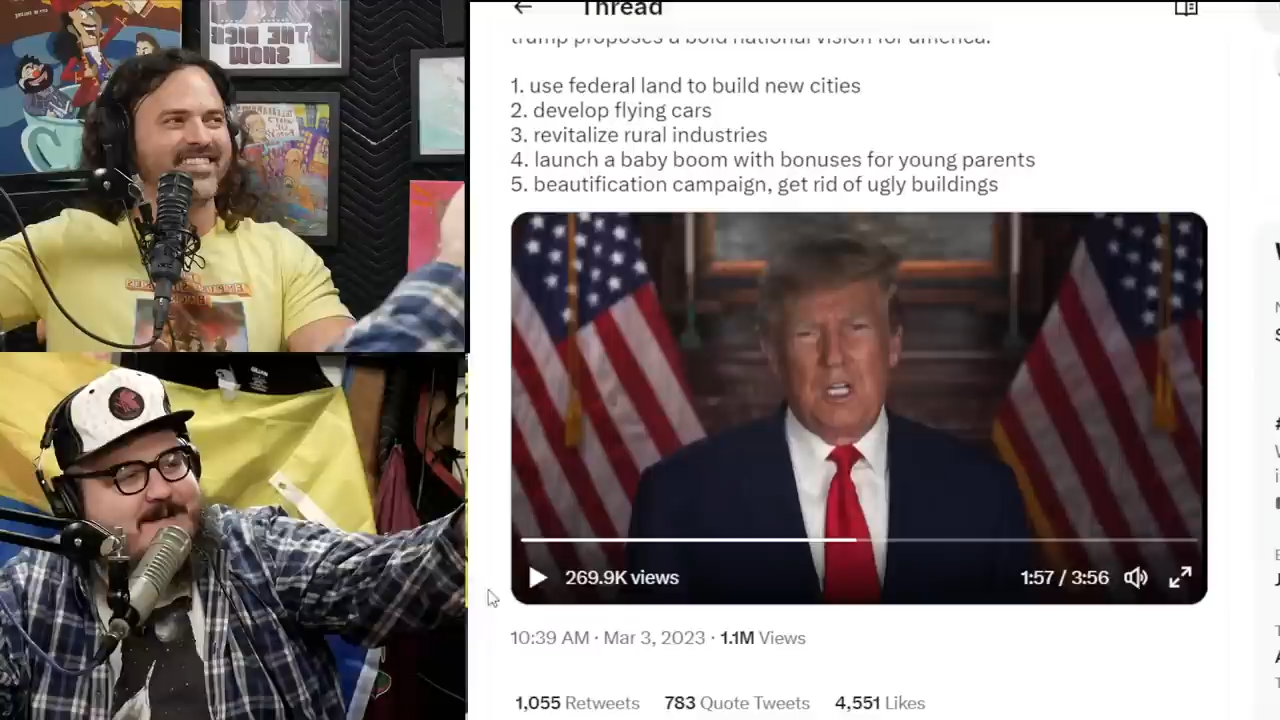 THE DICK
SHOW
Thread
trump proposes a bold national vision for america.
1. use federal land to build new cities
2. develop flying cars
3. revitalize rural industries
4. launch a baby boom with bonuses for young parents
5. beautification campaign, get rid of ugly buildings
269.9K views
1:57 / 3:56
10:39 AM · Mar 3, 2023 · 1.1M Views
1,055 Retweets 783 Quote Tweets 4,551 Likes